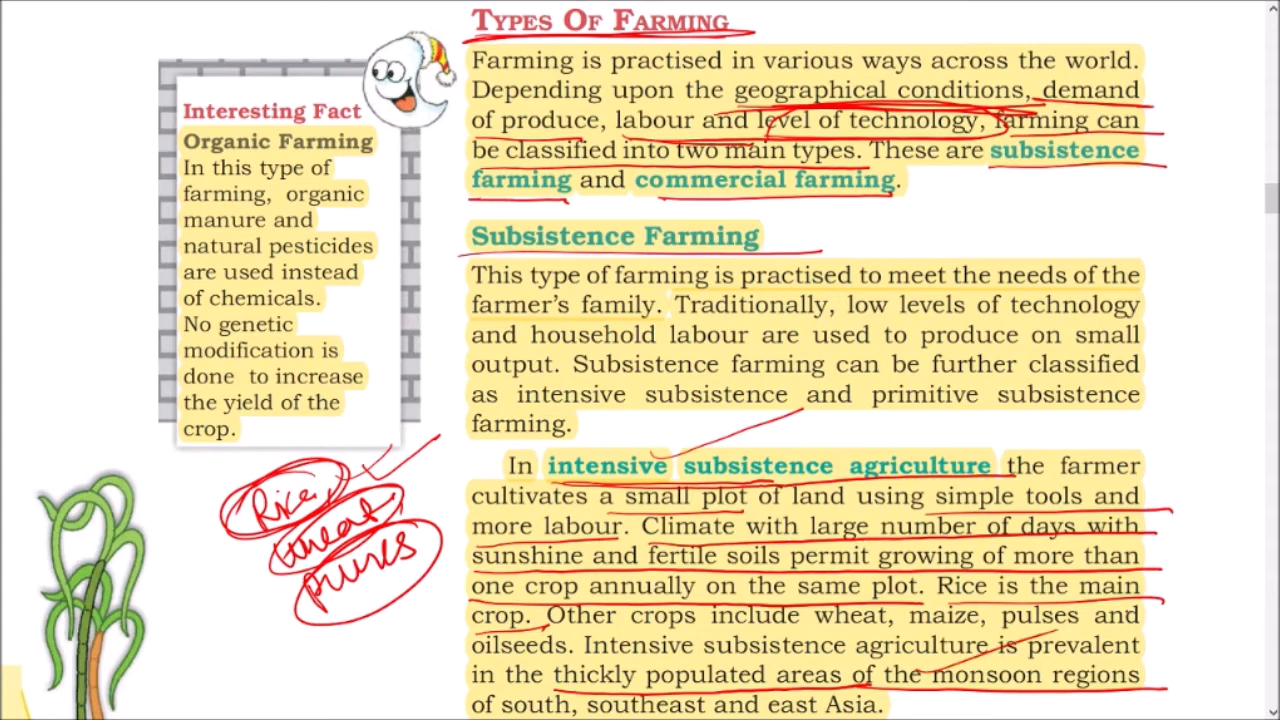 TYPES OF FARMING
Farming is practised in various ways across the world.
Depending upon the geographical conditions, demand
of produce, labour and level of technology, farming can
be classified into two main types. These are subsistence
farming and commercial farming.
Subsistence Farming
This type of farming is practised to meet the needs of the
farmer's family. Traditionally, low levels of technology
and household labour are used to produce on small
output. Subsistence farming can be further classified
as intensive subsistence and primitive subsistence
farming.
In intensive subsistence agriculture the farmer
cultivates a small plot of land using simple tools and
more labour. Climate with large number of days with
sunshine and fertile soils permit growing of more than
one crop annually on the same plot. Rice is the main
crop. Other crops include wheat, maize, pulses and
oilseeds. Intensive subsistence agriculture is prevalent
in the thickly populated areas of the monsoon regions
of south, southeast and east Asia.
Interesting Fact
Organic Farming
In this type of
farming, organic
manure and
natural pesticides
are used instead
of chemicals.
No genetic
modification is
done to increase
the yield of the
crop.
Rice,
wheat,
pulses